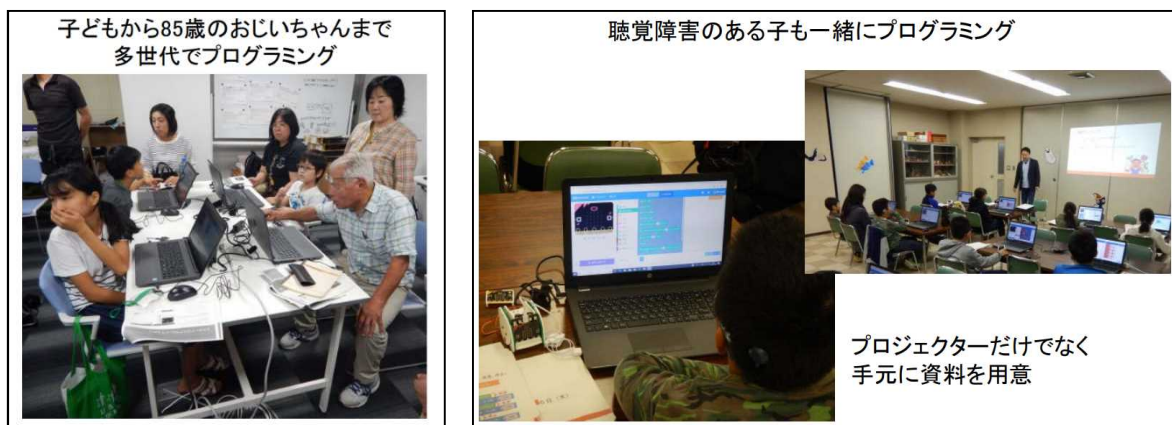 子どもから85歳のおじいちゃんまで
多世代でプログラミング
聴覚障害のある子も一緒にプログラミング
プロジェクターだけでなく
手元に資料を用意